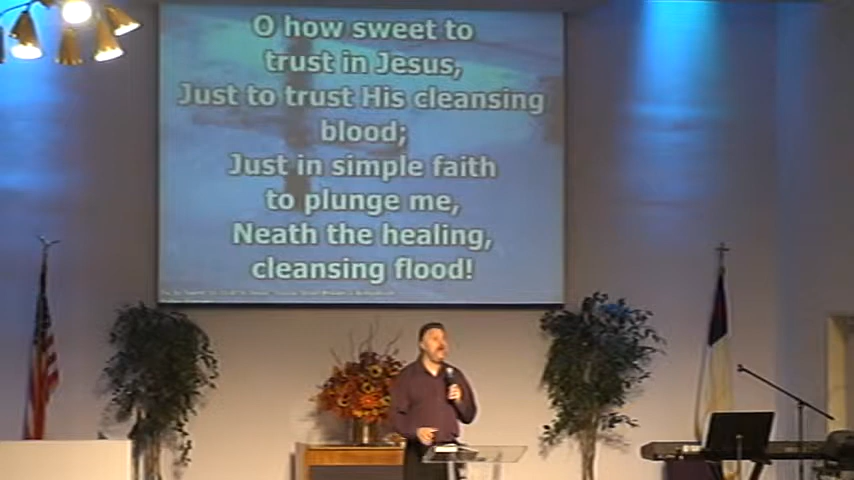 O how sweet to
trust in Jesus,
Just to trust His cleansing
blood;
Just in simple faith
to plunge me,
Neath the healing,
cleansing flood!